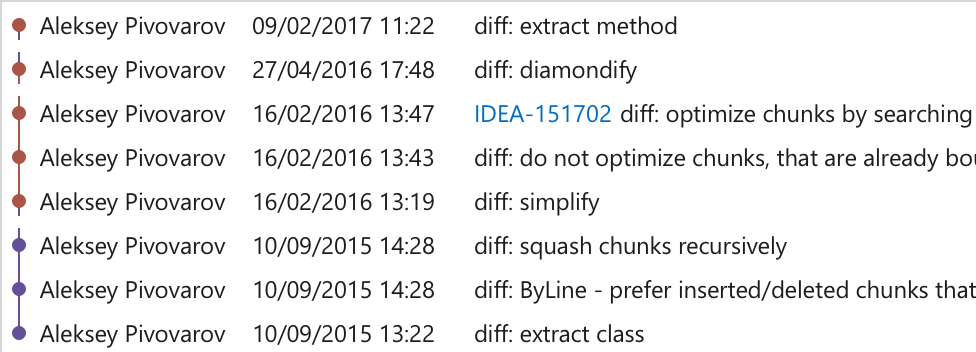 Aleksey Pivovarov 09/02/2017 11:22 diff: extract method
Aleksey Pivovarov 27/04/2016 17:48 diff: diamondify
Aleksey Pivovarov 16/02/2016 13:47 IDEA-151702 diff: optimize chunks by searching
Aleksey Pivovarov 16/02/2016 13:43 diff: do not optimize chunks, that are already
Aleksey Pivovarov 16/02/2016 13:19 diff: simplify
Aleksey Pivovarov 10/09/2015 14:28 diff: squash chunks recursively
Aleksey Pivovarov 10/09/2015 14:28 diff: ByLine - prefer inserted/deleted chunks that
Aleksey Pivovarov 10/09/2015 13:22 diff: extract class